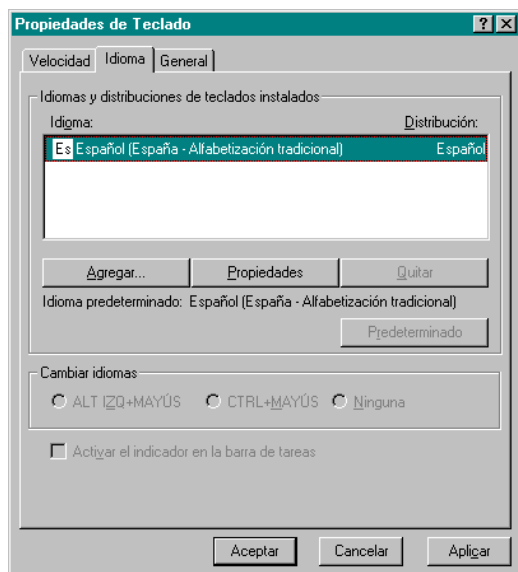 Propiedades de Teclado
Velocidad Idioma General
Idiomas y distribuciones de teclados instalados
Idioma: Distribución:
Es Español (España - Alfabetización tradicional) Español
Agregar... Propiedades Quitar
Idioma predeterminado: Español (España - Alfabetización tradicional)
Predeterminado
Cambiar idiomas
ALT IZQ+MAYÚS CTRL+MAYÚS Ninguna
Activar el indicador en la barra de tareas
Aceptar Cancelar Aplicar